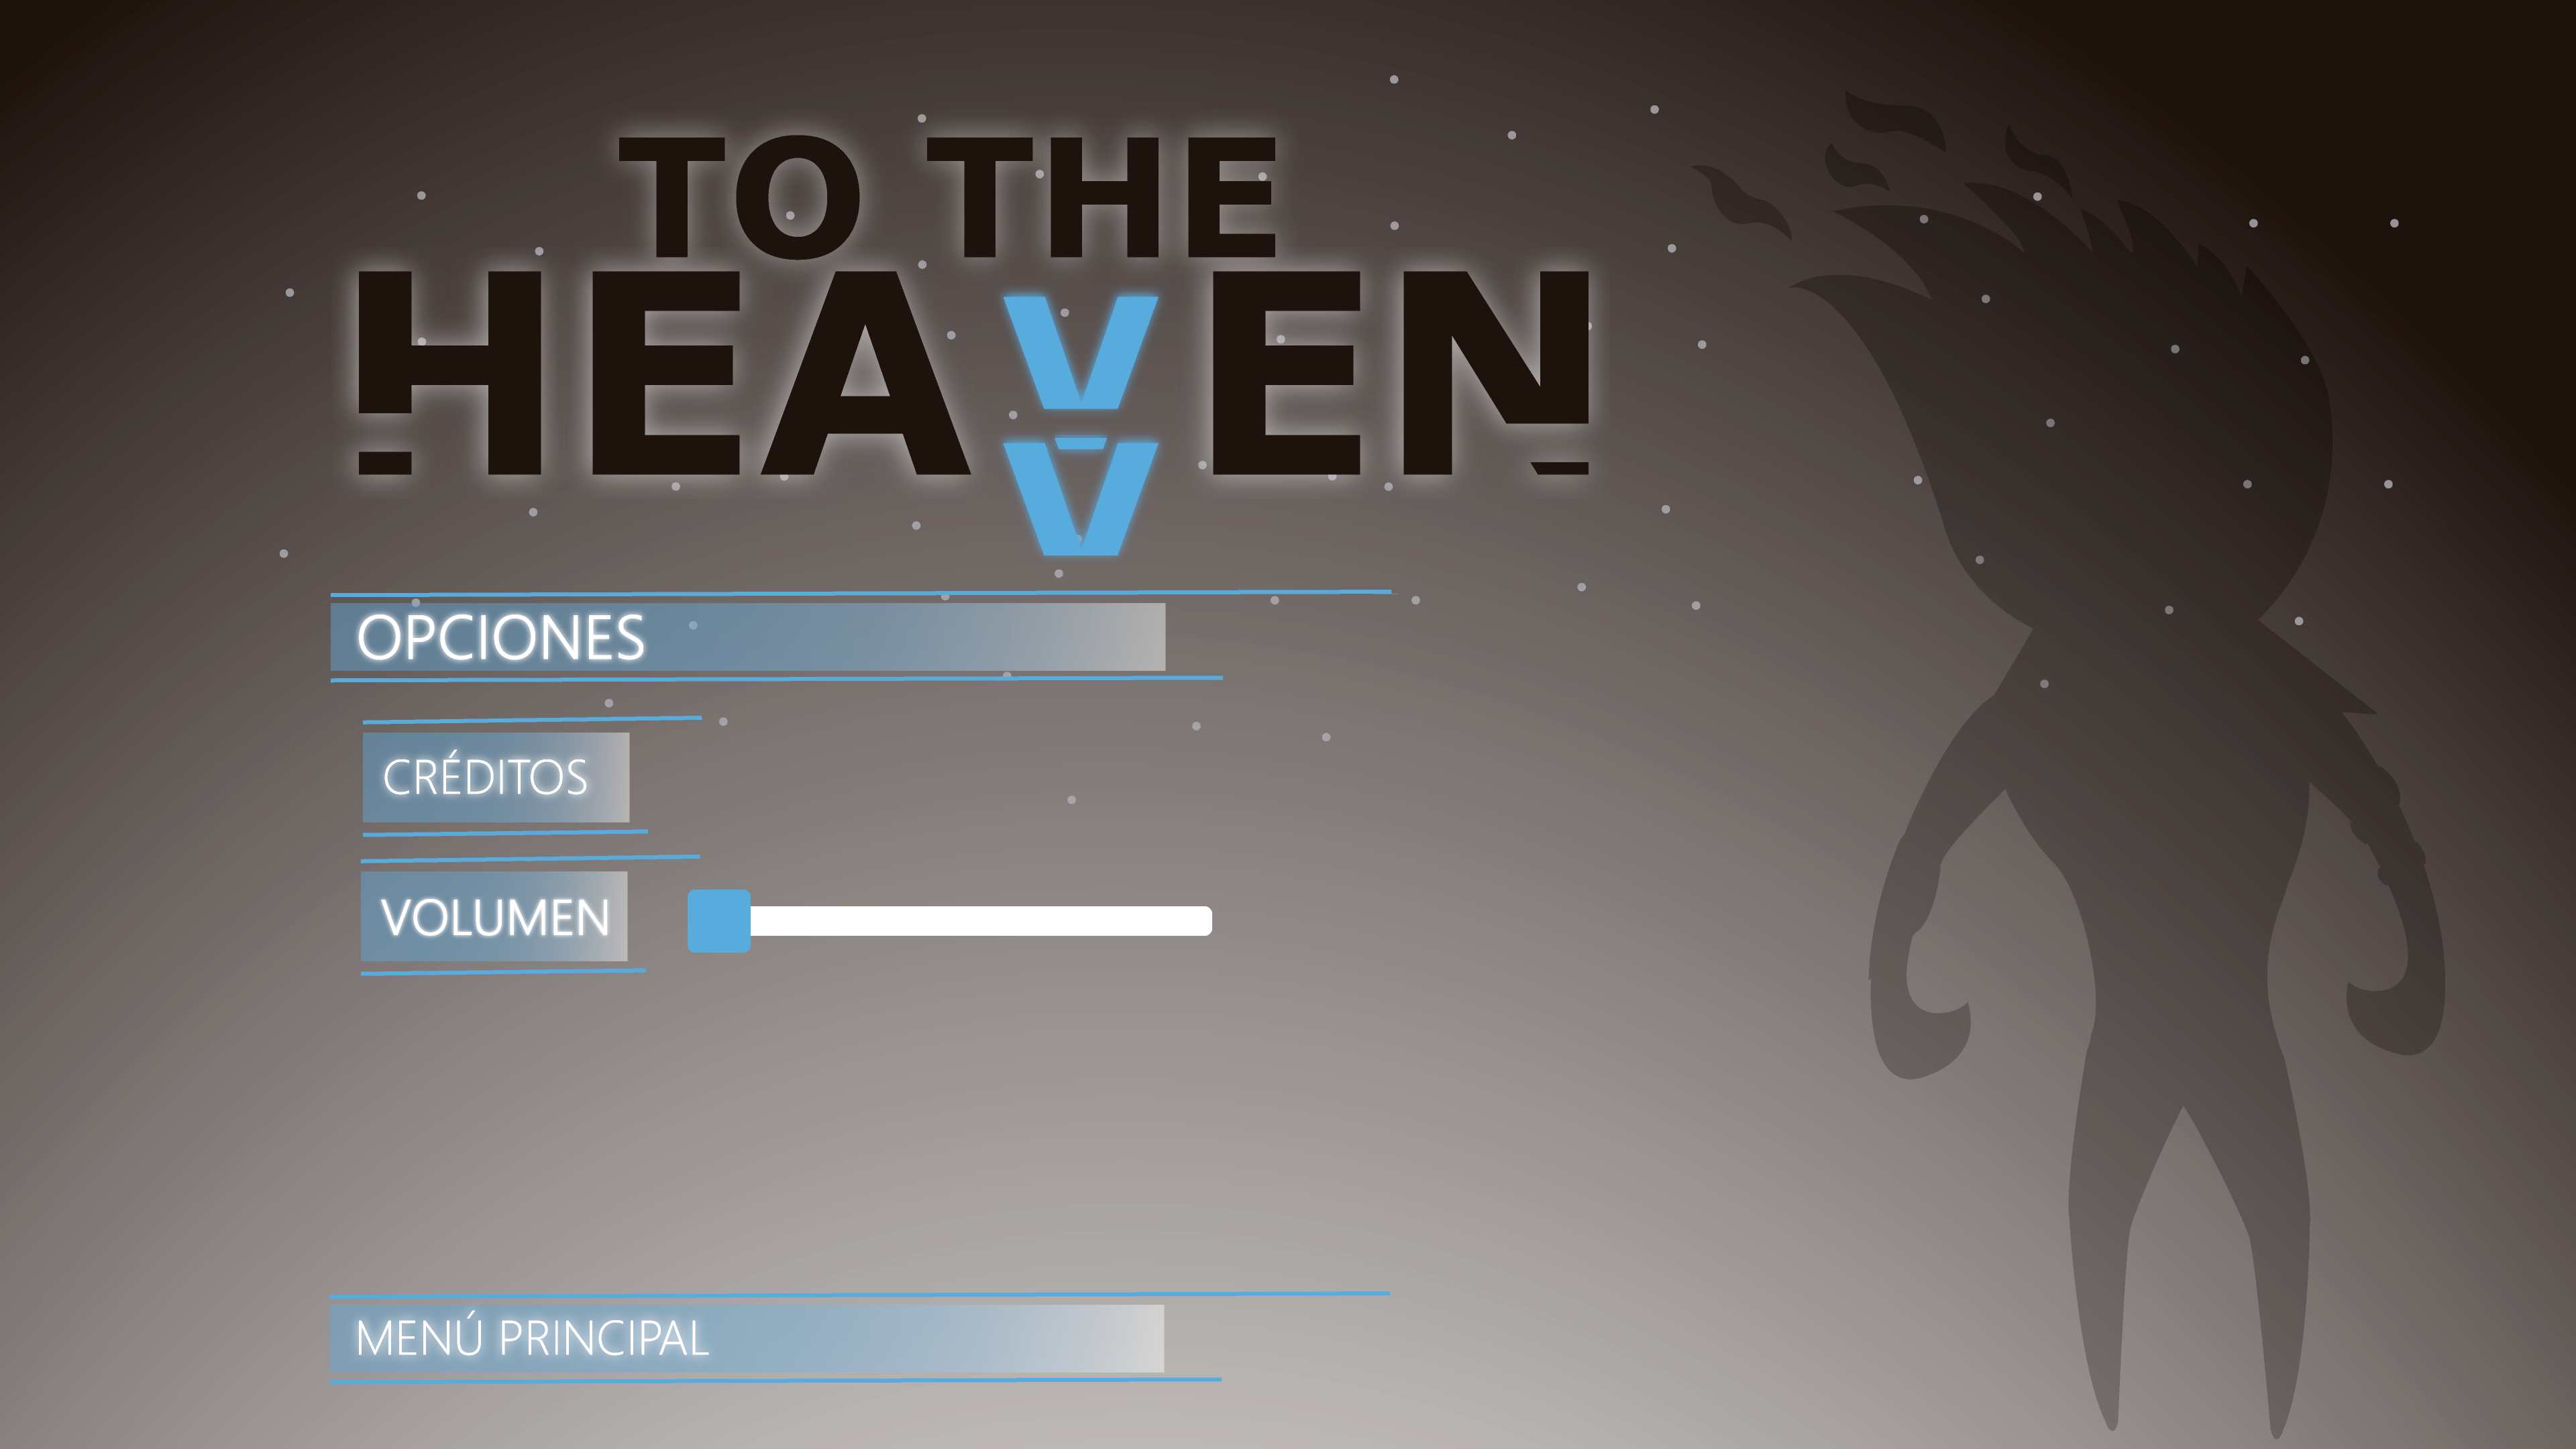 TO THE
HEAVEN
OPCIONES
CRÉDITOS
VOLUMEN
MENÚ PRINCIPAL